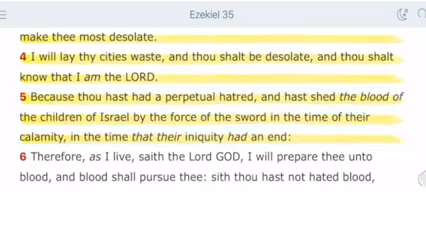 Ezekiel 35
make thee most desolate.
4 I will lay thy cities waste, and thou shalt be desolate, and thou shalt
know that I am the LORD.
5 Because thou hast had a perpetual hatred, and hast shed the blood of
the children of Israel by the force of the sword in the time of their
calamity, in the time that their iniquity had an end:
6 Therefore, as I live, saith the Lord GOD, I will prepare thee unto
blood, and blood shall pursue thee: sith thou hast not hated blood,